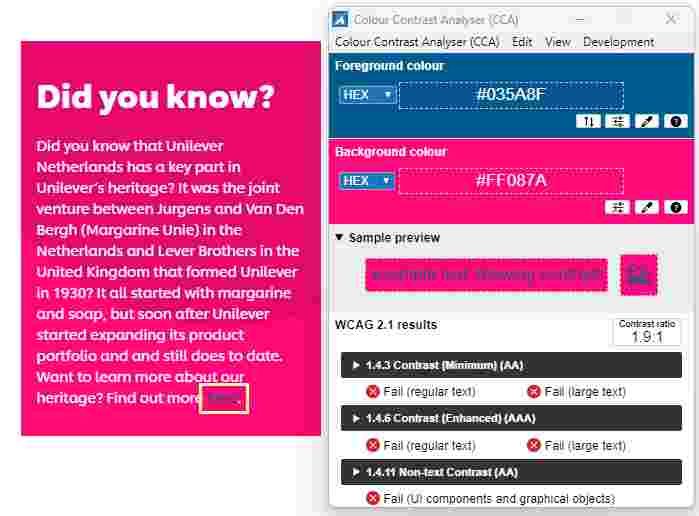 Did you know?
Did you know that Unilever
Netherlands has a key part in
Unilever's heritage? It was the joint
venture between Jurgens and Van Den
Bergh (Margarine Unie) in the
Netherlands and Lever Brothers in the
United Kingdom that formed Unilever
in 1930? It all started with margarine
and soap, but soon after Unilever
started expanding its product
portfolio and and still does to date.
Want to learn more about our
heritage? Find out more here.
Colour Contrast Analyser (CCA)
Colour Contrast Analyser (CCA) Edit View Development
Foreground colour
HEX #035A8F
Background colour
HEX #FF087A
Sample preview
example text showing contrast
WCAG 2.1 results
Contrast ratio
1.9:1
1.4.3 Contrast (Minimum) (AA)
Fail (regular text) Fail (large text)
1.4.6 Contrast (Enhanced) (AAA)
Fail (regular text) Fail (large text)
1.4.11 Non-text Contrast (AA)
Fail (UI components and graphical objects)